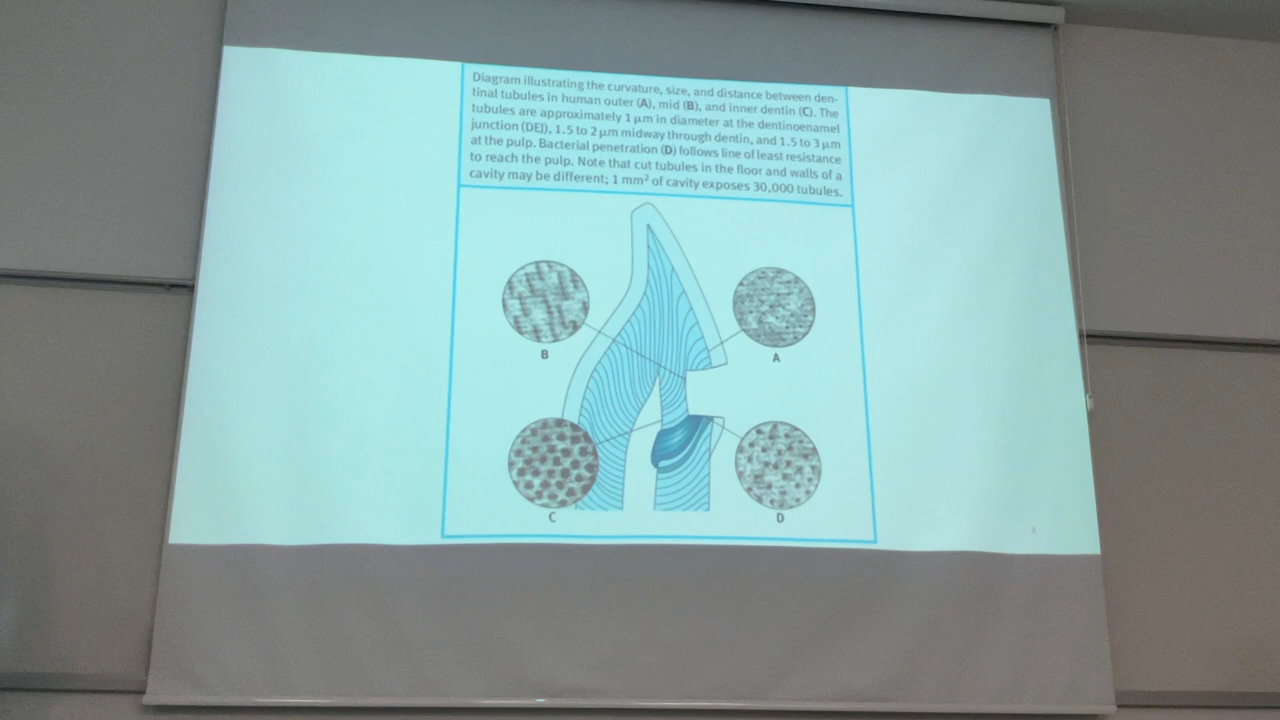 Diagram illustrating the curvature, size, and distance between den-
tinal tubules in human outer (A), mid (B), and inner dentin (C). The
tubules are approximately 1 μm in diameter at the dentinoenamel
junction (DEJ), 1.5 to 2 μm midway through dentin, and 1.5 to 3 μm
at the pulp. Bacterial penetration (D) follows line of least resistance
to reach the pulp. Note that cut tubules in the floor and walls of a
cavity may be different; 1 mm² of cavity exposes 30,000 tubules.
B
A
C
D